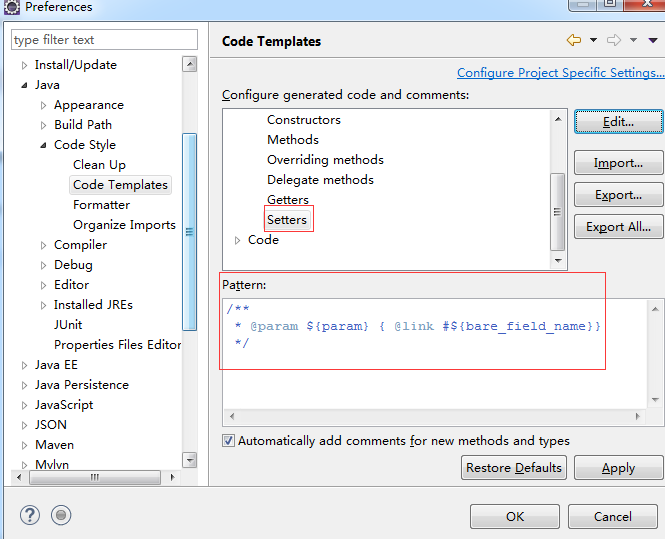 Preferences
type filter text
Install/Update
Java
Appearance
Build Path
Code Style
Clean Up
Code Templates
Formatter
Organize Imports
Compiler
Debug
Editor
Installed JREs
JUnit
Properties Files Editor
Java EE
Java Persistence
JavaScript
JSON
Maven
Mylyn
Code Templates
Configure Project Specific Settings...
Configure generated code and comments:
Constructors
Methods
Overriding methods
Delegate methods
Getters
Setters
Code
Edit...
Import...
Export...
Export All...
Pattern:
/**
 * @param ${param} { @link #${bare_field_name}}
 */
Automatically add comments for new methods and types
Restore Defaults
Apply
OK
Cancel